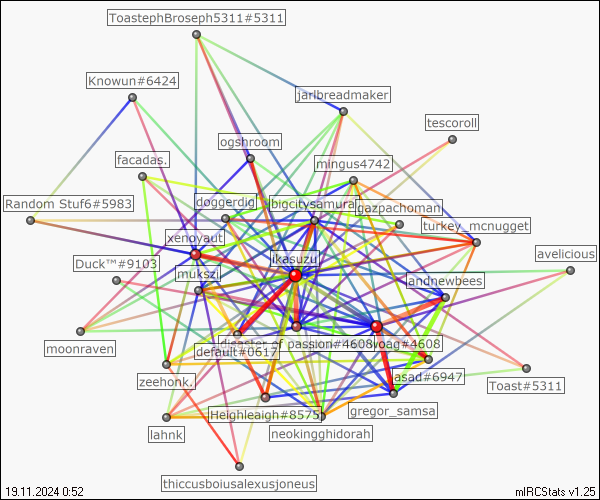 ToastephBroseph5311#5311
Knowun#6424
jarlbreadmaker
tescoroll
ogshroom
facadas.
mingus4742
Random Stuf6#5983
doggerdig
bigcitysamurai
gazpachoman
turkey_mcnugget
xenoyaut
Duck™#9103
ikasuzu
avelicious
mukszi
andnewbees
moonraven
disaster of passion#4608
woag#4608
default#0617
zeehonk.
asad#6947
Toast#5311
Heighleaigh#8575
gregor_samsa
lahnk
neokingghidorah
thiccusboiusalexusjoneus
19.11.2024 0:52
mIRCStats v1.25